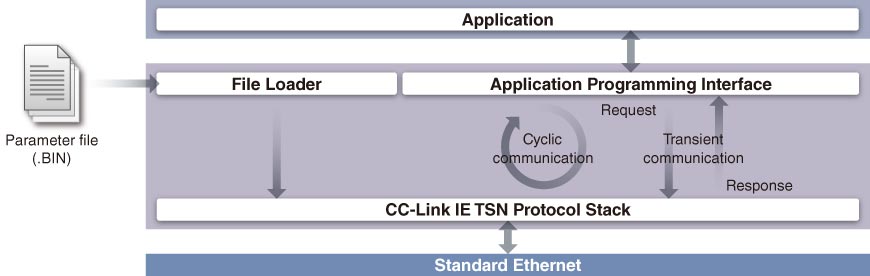 Application
File Loader
Application Programming Interface
Parameter file
(.BIN)
Request
Cyclic
communication
Transient
communication
Response
CC-Link IE TSN Protocol Stack
Standard Ethernet